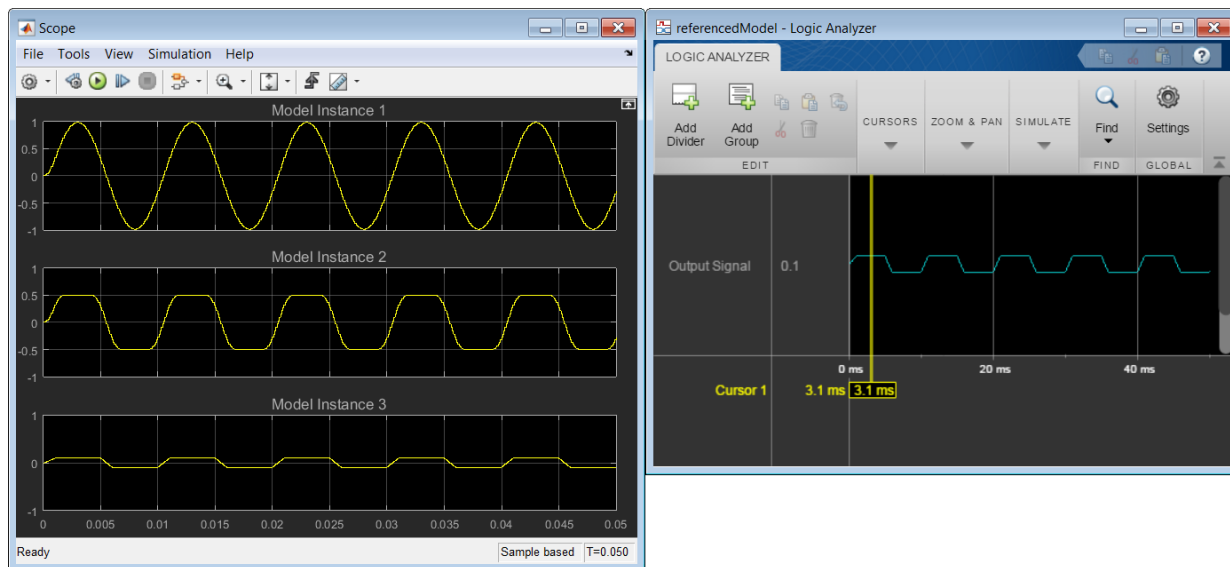 Scope
File Tools View Simulation Help
Model Instance 1
1
0.5
0
-0.5
-1
Model Instance 2
1
0.5
0
-0.5
-1
Model Instance 3
1
0
-1
0 0.005 0.01 0.015 0.02 0.025 0.03 0.035 0.04 0.045 0.05
Ready Sample based T=0.050
referencedModel - Logic Analyzer
LOGIC ANALYZER
?
Add Divider
Add Group
EDIT
CURSORS
ZOOM & PAN
SIMULATE
Find
FIND
Settings
GLOBAL
Output Signal 0.1
0 ms 20 ms 40 ms
Cursor 1 3.1 ms 3.1 ms